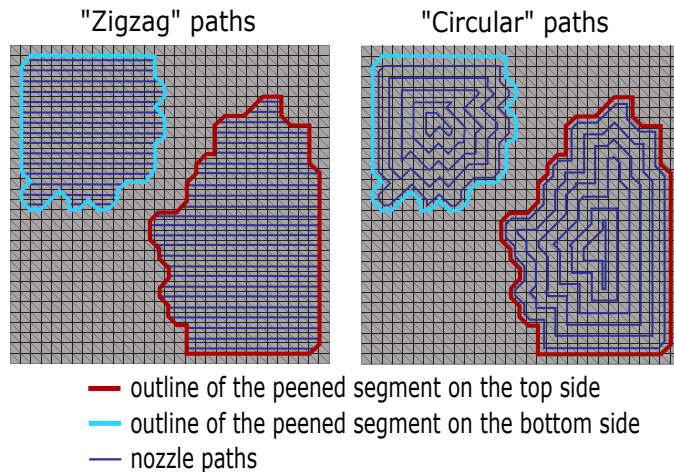 "Zigzag" paths
"Circular" paths
outline of the peened segment on the top side
outline of the peened segment on the bottom side
nozzle paths